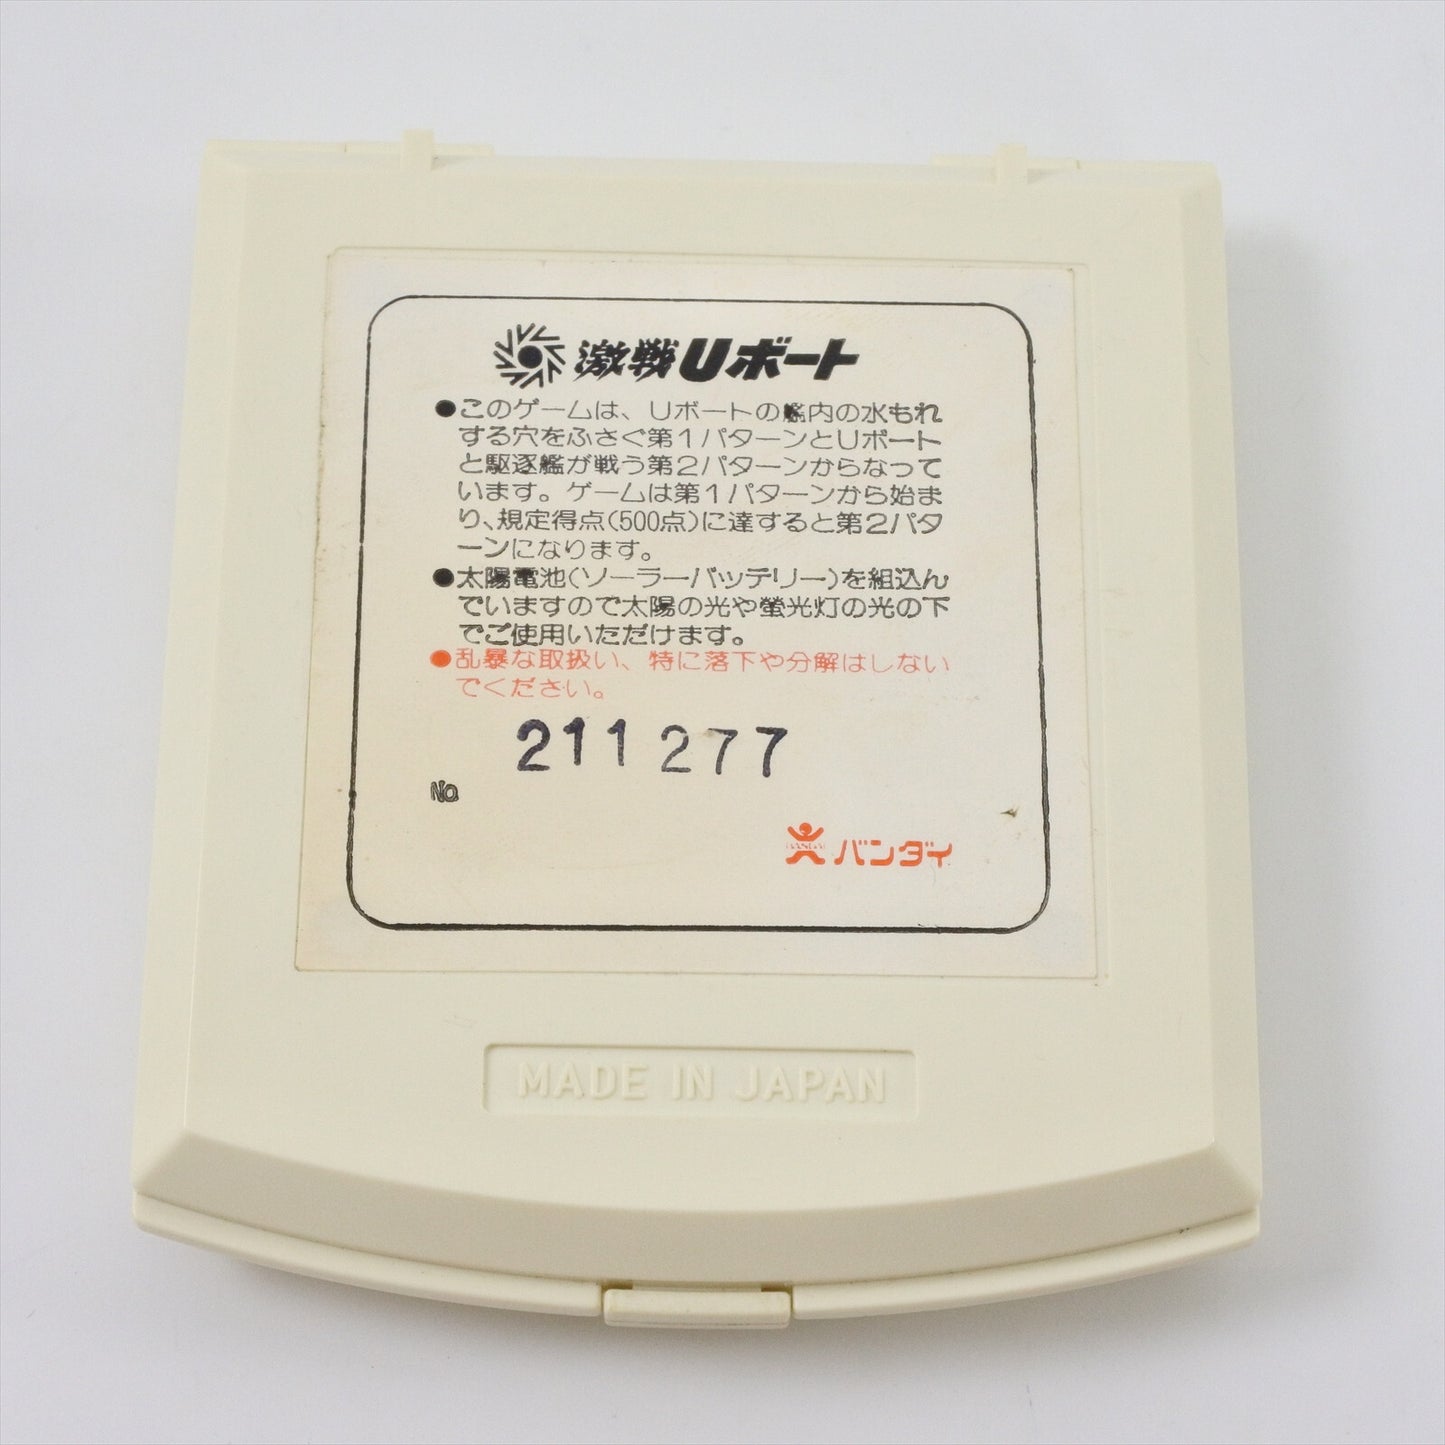 激戦Uボート
●このゲームは、Uボートの艦内の水もれ
する穴をふさぐ第1パターンとUボート
と駆逐艦が戦う第2パターンからなって
います。ゲームは第1パターンから始ま
り、規定得点(500点)に達すると第2パタ
ーンになります。
●太陽電池(ソーラーバッテリー)を組込ん
でいますので太陽の光や螢光灯の光の下
でご使用いただけます。
●乱暴な取扱い、特に落下や分解はしない
でください。
211277
No.
BANDAI バンダイ
MADE IN JAPAN